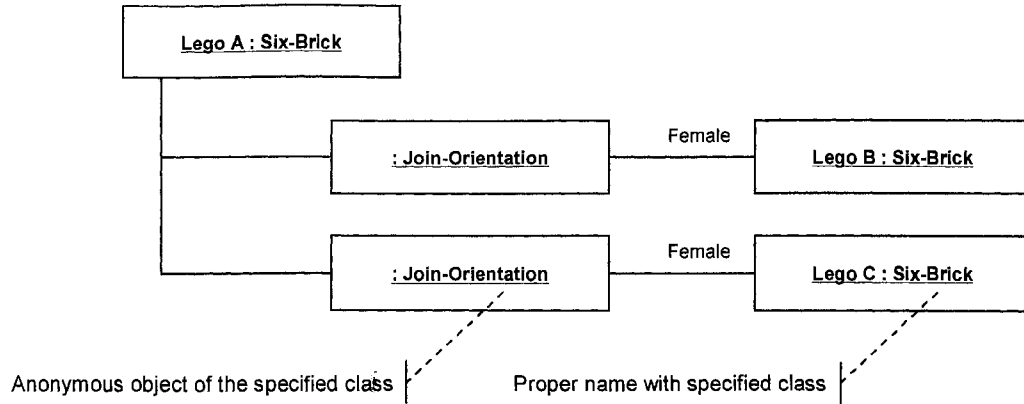 Lego A : Six-Brick
Female
: Join-Orientation
Lego B : Six-Brick
Female
: Join-Orientation
Lego C : Six-Brick
Anonymous object of the specified class
Proper name with specified class